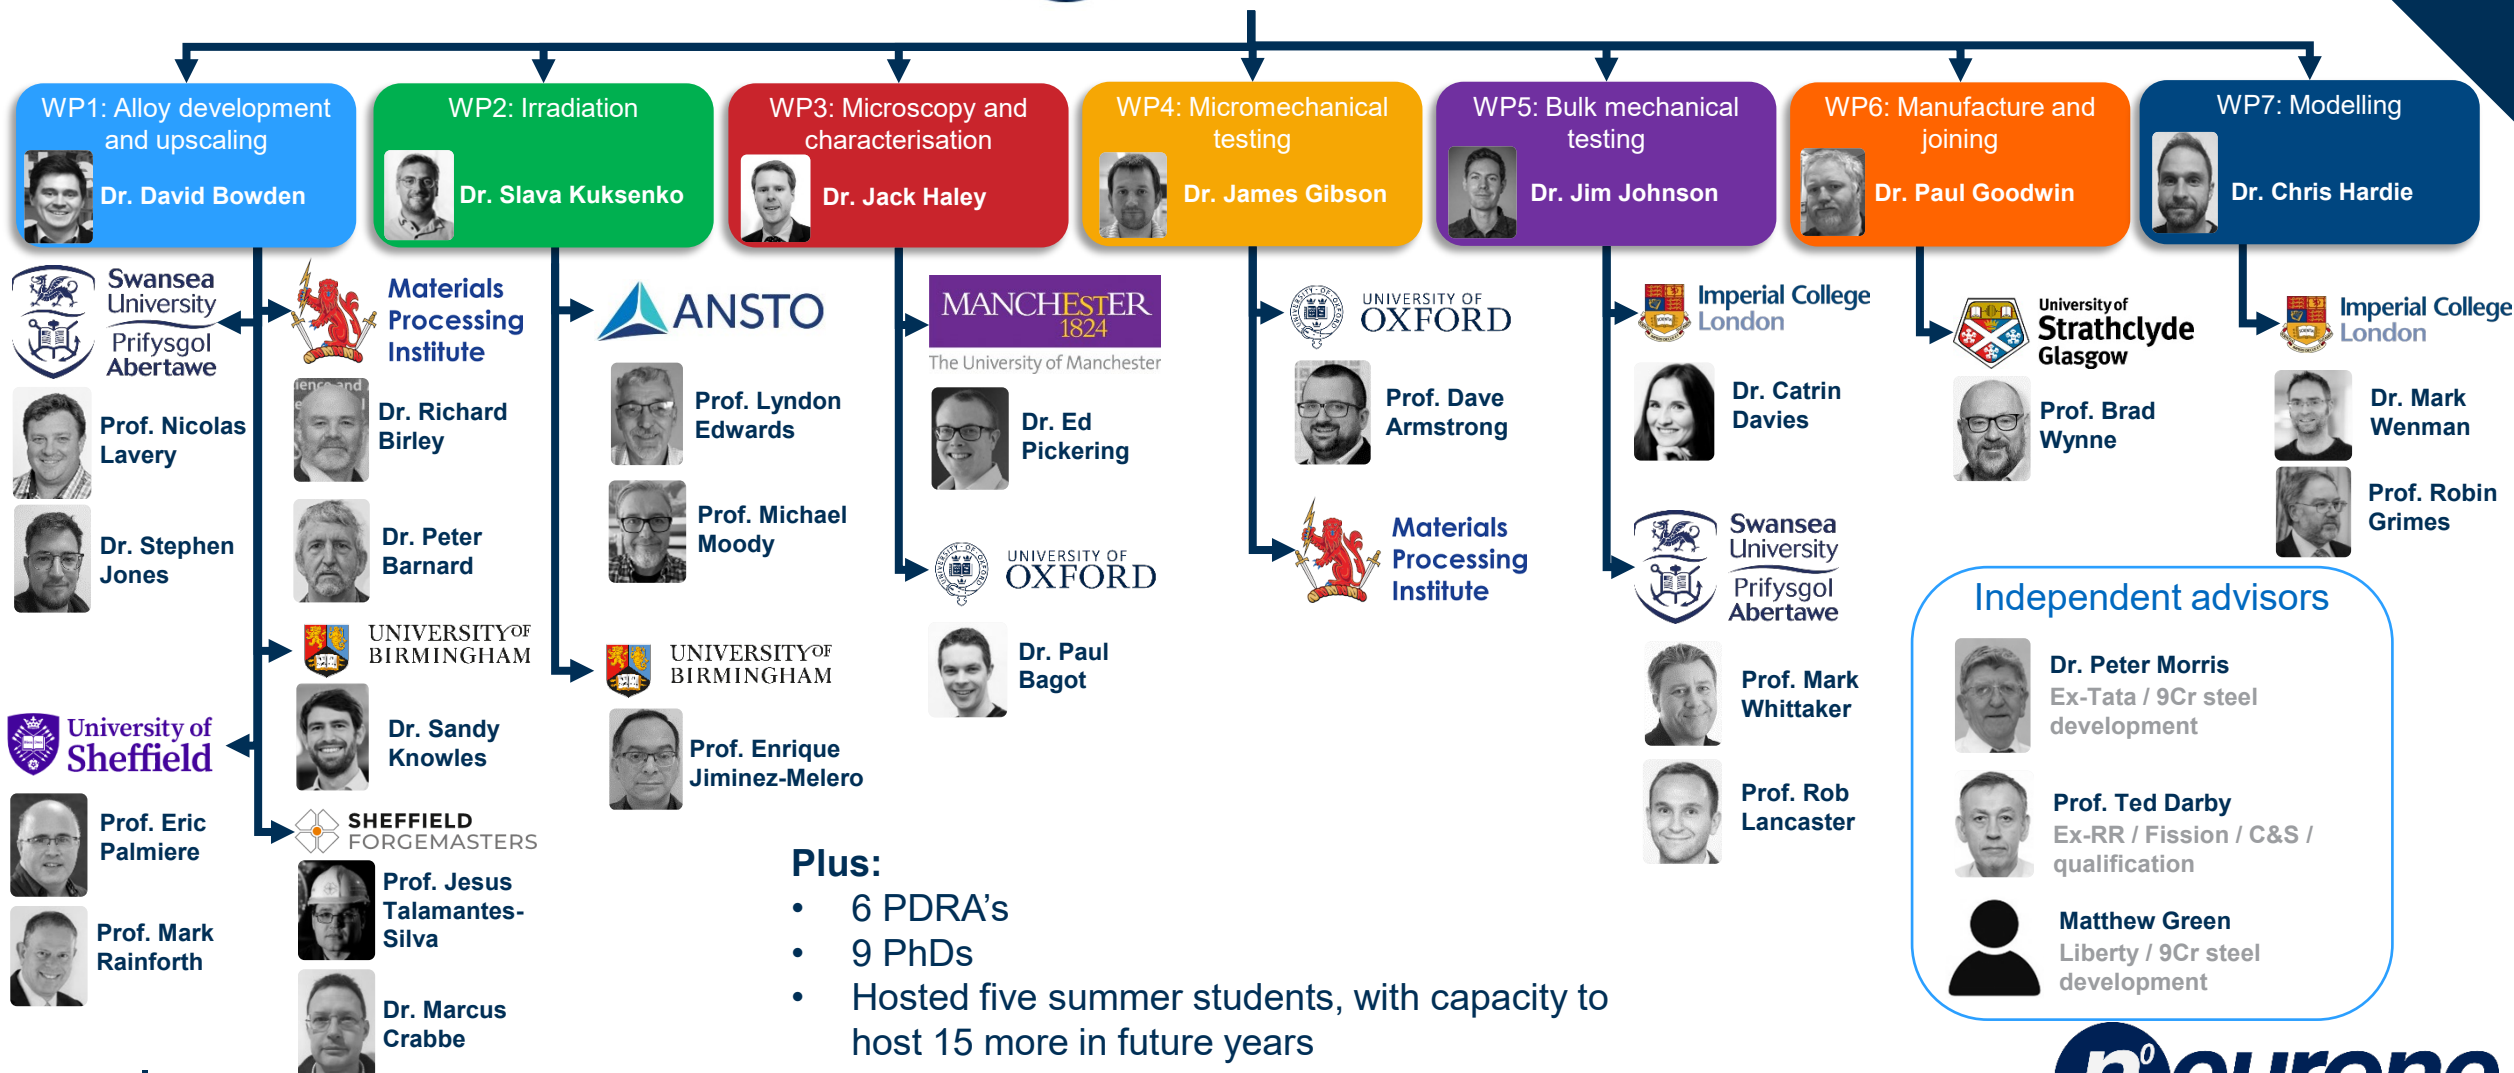 WP1: Alloy development
and upscaling
Dr. David Bowden
WP2: Irradiation
Dr. Slava Kuksenko
WP3: Microscopy and
characterisation
Dr. Jack Haley
WP4: Micromechanical
testing
Dr. James Gibson
WP5: Bulk mechanical
testing
Dr. Jim Johnson
WP6: Manufacture and
joining
Dr. Paul Goodwin
WP7: Modelling
Dr. Chris Hardie
Swansea
University
Prifysgol
Abertawe
Prof. Nicolas
Lavery
Dr. Stephen
Jones
University of
Sheffield
Prof. Eric
Palmiere
Prof. Mark
Rainforth
Materials
Processing
Institute
Dr. Richard
Birley
Dr. Peter
Barnard
UNIVERSITY OF
BIRMINGHAM
Dr. Sandy
Knowles
SHEFFIELD
FORGEMASTERS
Prof. Jesus
Talamantes-
Silva
Dr. Marcus
Crabbe
ANSTO
Prof. Lyndon
Edwards
Prof. Michael
Moody
UNIVERSITY OF
BIRMINGHAM
Prof. Enrique
Jiminez-Melero
MANCHESTER
1824
The University of Manchester
Dr. Ed
Pickering
UNIVERSITY OF
OXFORD
Dr. Paul
Bagot
UNIVERSITY OF
OXFORD
Prof. Dave
Armstrong
Materials
Processing
Institute
Imperial College
London
Dr. Catrin
Davies
Swansea
University
Prifysgol
Abertawe
Prof. Mark
Whittaker
Prof. Rob
Lancaster
University of
Strathclyde
Glasgow
Prof. Brad
Wynne
Imperial College
London
Dr. Mark
Wenman
Prof. Robin
Grimes
Independent advisors
Dr. Peter Morris
Ex-Tata / 9Cr steel
development
Prof. Ted Darby
Ex-RR / Fission / C&S /
qualification
Matthew Green
Liberty / 9Cr steel
development
Plus:
• 6 PDRA's
• 9 PhDs
• Hosted five summer students, with capacity to
host 15 more in future years